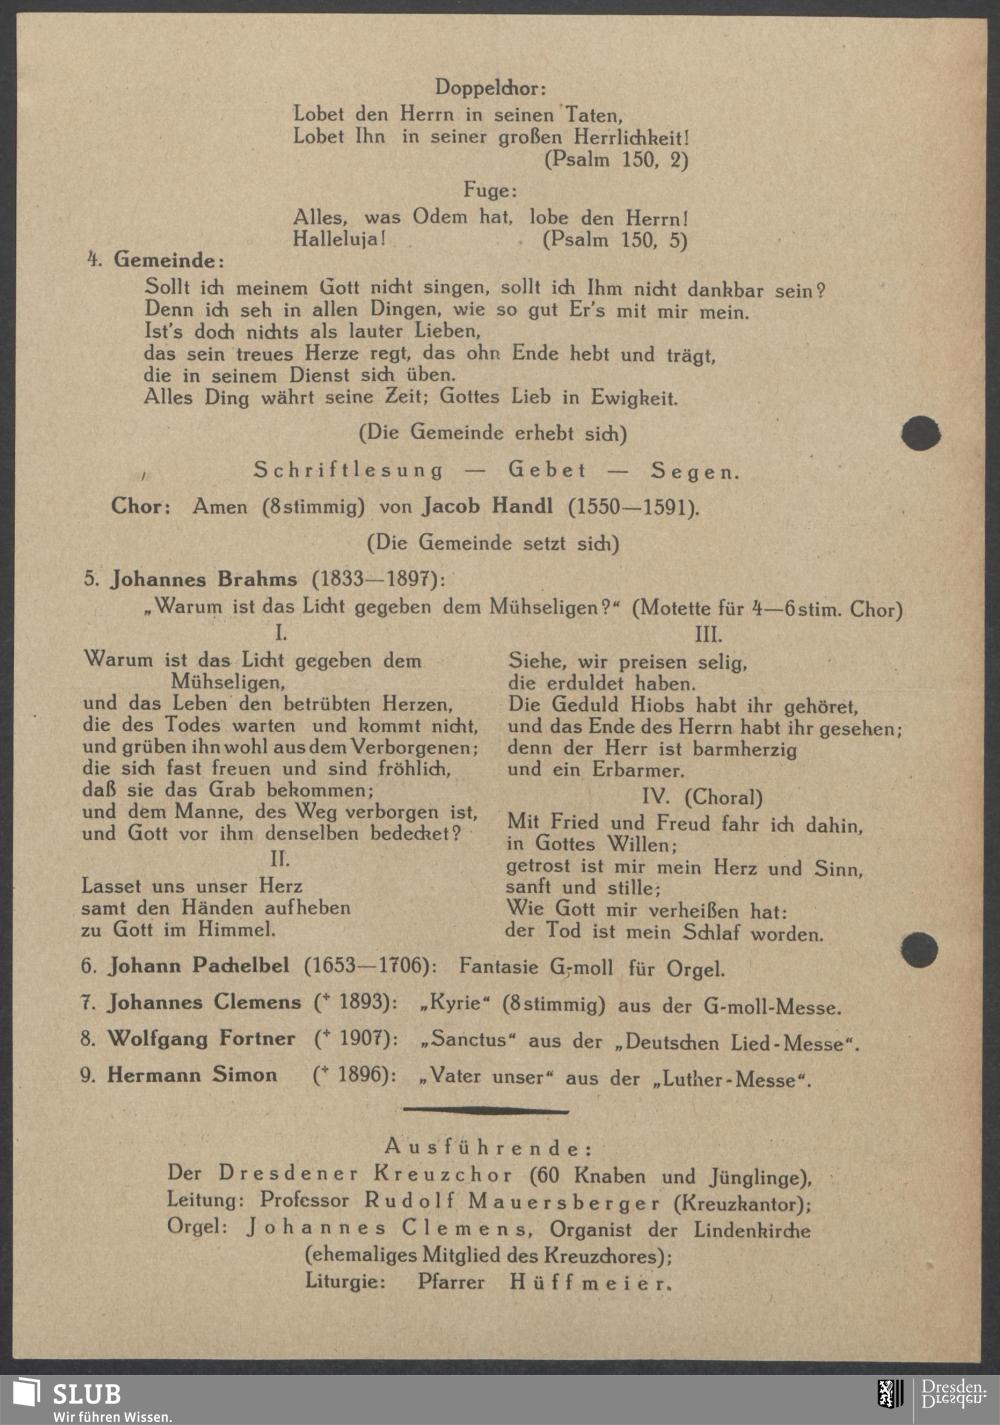 Doppelchor:
Lobet den Herrn in seinen Taten,
Lobet Ihn in seiner großen Herrlichkeit!
(Psalm 150, 2)
Fuge:
Alles, was Odem hat, lobe den Herrn!
Halleluja! (Psalm 150, 5)
4. Gemeinde:
Sollt ich meinem Gott nicht singen, sollt ich Ihm nicht dankbar sein?
Denn ich seh in allen Dingen, wie so gut Er's mit mir mein.
Ist's doch nichts als lauter Lieben,
das sein treues Herze regt, das ohn Ende hebt und trägt,
die in seinem Dienst sich üben.
Alles Ding währt seine Zeit; Gottes Lieb in Ewigkeit.
(Die Gemeinde erhebt sich)
Schriftlesung — Gebet — Segen.
Chor: Amen (8stimmig) von Jacob Handl (1550—1591).
(Die Gemeinde setzt sich)
5. Johannes Brahms (1833—1897):
„Warum ist das Licht gegeben dem Mühseligen?“ (Motette für 4—6stim. Chor)
I.
Warum ist das Licht gegeben dem
Mühseligen,
und das Leben den betrübten Herzen,
die des Todes warten und kommt nicht,
und grüben ihn wohl aus dem Verborgenen;
die sich fast freuen und sind fröhlich,
daß sie das Grab bekommen;
und dem Manne, des Weg verborgen ist,
und Gott vor ihm denselben bedecket?
II.
Lasset uns unser Herz
samt den Händen aufheben
zu Gott im Himmel.
III.
Siehe, wir preisen selig,
die erduldet haben.
Die Geduld Hiobs habt ihr gehöret,
und das Ende des Herrn habt ihr gesehen;
denn der Herr ist barmherzig
und ein Erbarmer.
IV. (Choral)
Mit Fried und Freud fahr ich dahin,
in Gottes Willen;
getrost ist mir mein Herz und Sinn,
sanft und stille;
Wie Gott mir verheißen hat:
der Tod ist mein Schlaf worden.
6. Johann Pachelbel (1653—1706): Fantasie G-moll für Orgel.
7. Johannes Clemens (* 1893): „Kyrie“ (8stimmig) aus der G-moll-Messe.
8. Wolfgang Fortner (* 1907): „Sanctus“ aus der „Deutschen Lied-Messe“.
9. Hermann Simon (* 1896): „Vater unser“ aus der „Luther-Messe“.
Ausführende:
Der Dresdener Kreuzchor (60 Knaben und Jünglinge),
Leitung: Professor Rudolf Mauersberger (Kreuzkantor);
Orgel: Johannes Clemens, Organist der Lindenkirche
(ehemaliges Mitglied des Kreuzchores);
Liturgie: Pfarrer Hüffmeier.
SLUB
Wir führen Wissen.
Dresden.
Dresden.